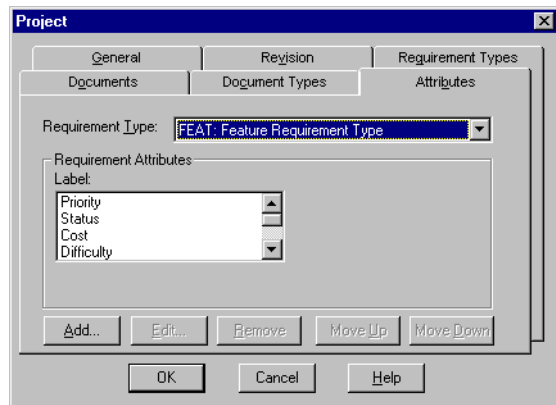 Project
General Revision Requirement Types
Documents Document Types Attributes
Requirement Type: FEAT: Feature Requirement Type
Requirement Attributes
Label:
Priority
Status
Cost
Difficulty
Add... Edit... Remove Move Up Move Down
OK Cancel Help